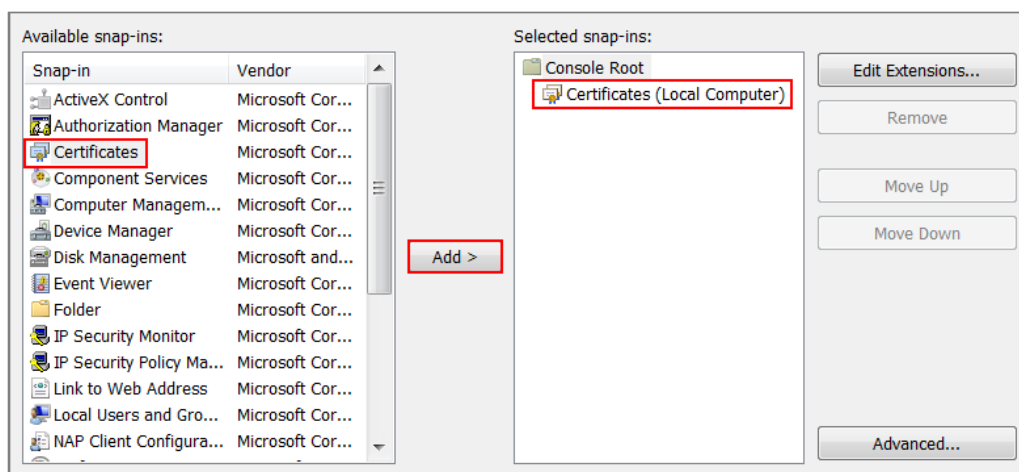 Available snap-ins:
Snap-in Vendor
ActiveX Control Microsoft Cor...
Authorization Manager Microsoft Cor...
Certificates Microsoft Cor...
Component Services Microsoft Cor...
Computer Managem... Microsoft Cor...
Device Manager Microsoft Cor...
Disk Management Microsoft and...
Event Viewer Microsoft Cor...
Folder Microsoft Cor...
IP Security Monitor Microsoft Cor...
IP Security Policy Ma... Microsoft Cor...
Link to Web Address Microsoft Cor...
Local Users and Gro... Microsoft Cor...
NAP Client Configura... Microsoft Cor...
Add >
Selected snap-ins:
Console Root
Certificates (Local Computer)
Edit Extensions...
Remove
Move Up
Move Down
Advanced...